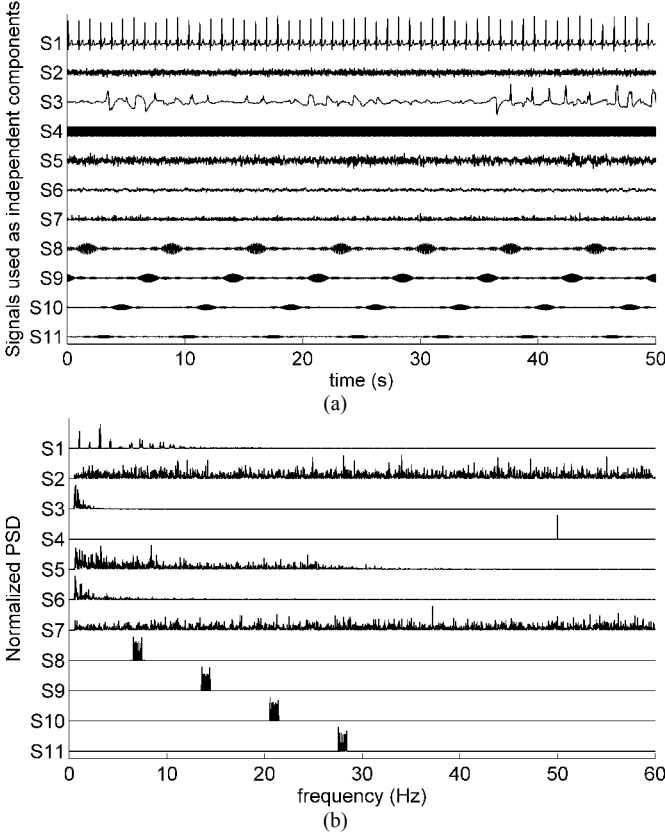 (a)
Signals used as independent components
S1
S2
S3
S4
S5
S6
S7
S8
S9
S10
S11
0 10 20 30 40 50
time (s)
(a)
Normalized PSD
S1
S2
S3
S4
S5
S6
S7
S8
S9
S10
S11
0 10 20 30 40 50 60
frequency (Hz)
(b)